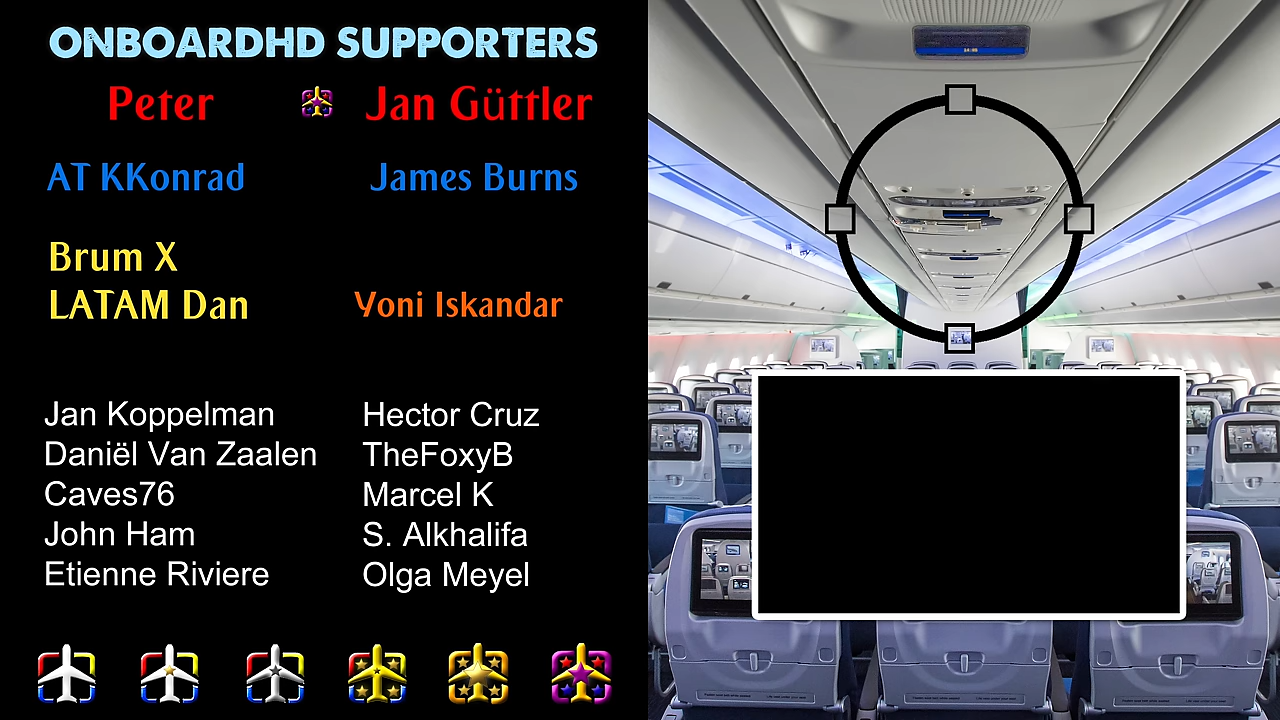 ONBOARDHD SUPPORTERS
Peter Jan Güttler
AT KKonrad James Burns
Brum X
LATAM Dan Yoni Iskandar
Jan Koppelman Hector Cruz
Daniël Van Zaalen TheFoxyB
Caves76 Marcel K
John Ham S. Alkhalifa
Etienne Riviere Olga Meyel